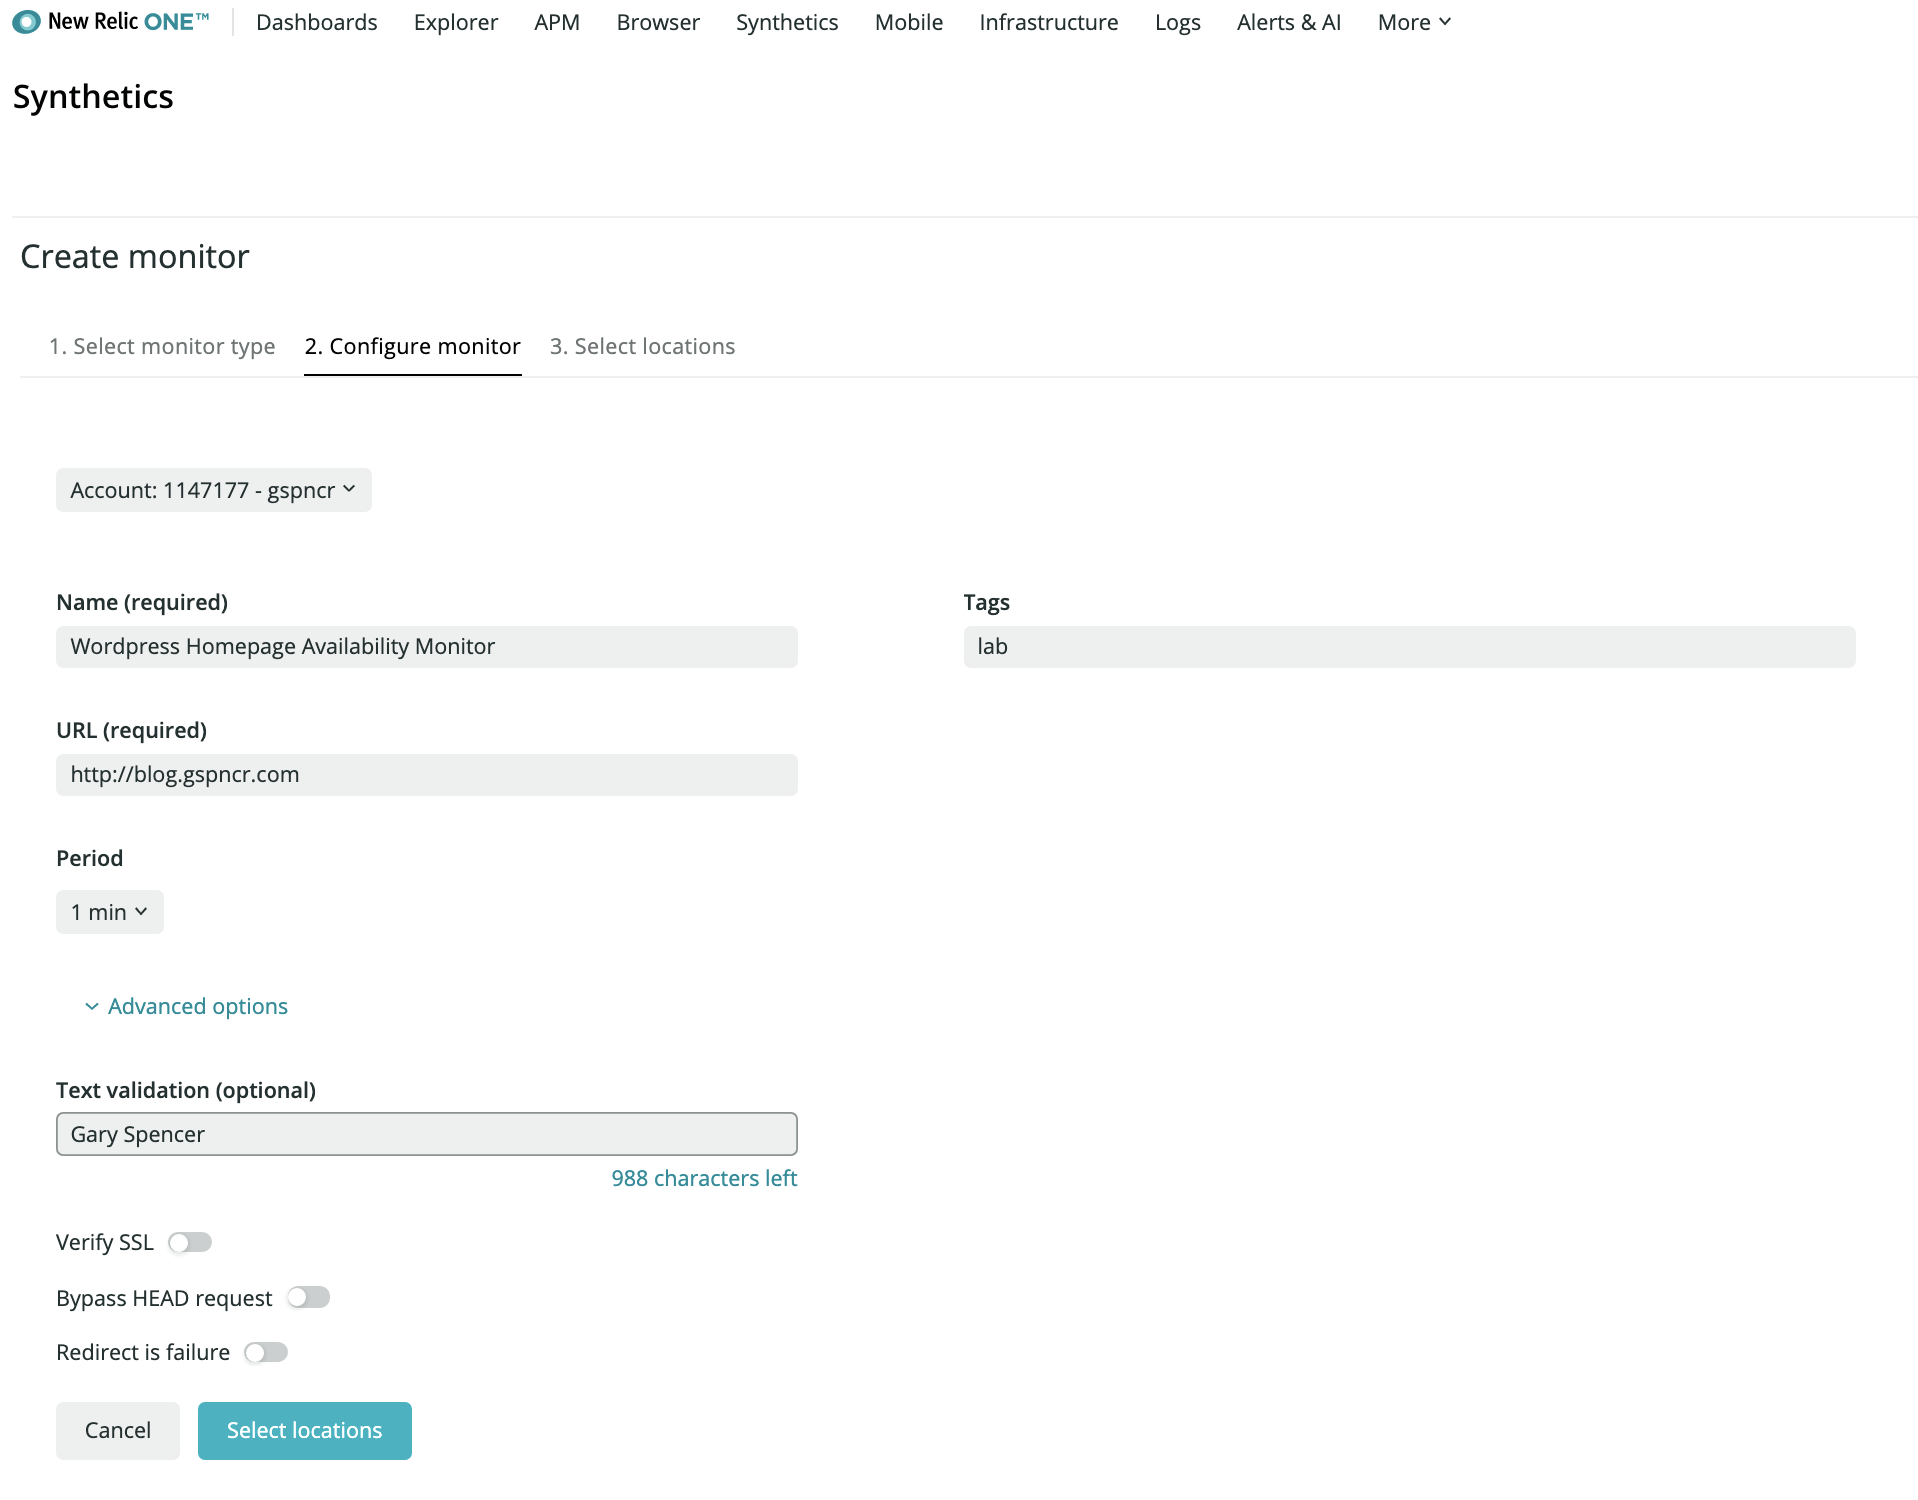 New Relic ONE™ Dashboards Explorer APM Browser Synthetics Mobile Infrastructure Logs Alerts & AI More
Synthetics
Create monitor
1. Select monitor type 2. Configure monitor 3. Select locations
Account: 1147177 - gspncr
Name (required) Tags
Wordpress Homepage Availability Monitor lab
URL (required)
http://blog.gspncr.com
Period
1 min
Advanced options
Text validation (optional)
Gary Spencer
988 characters left
Verify SSL
Bypass HEAD request
Redirect is failure
Cancel Select locations